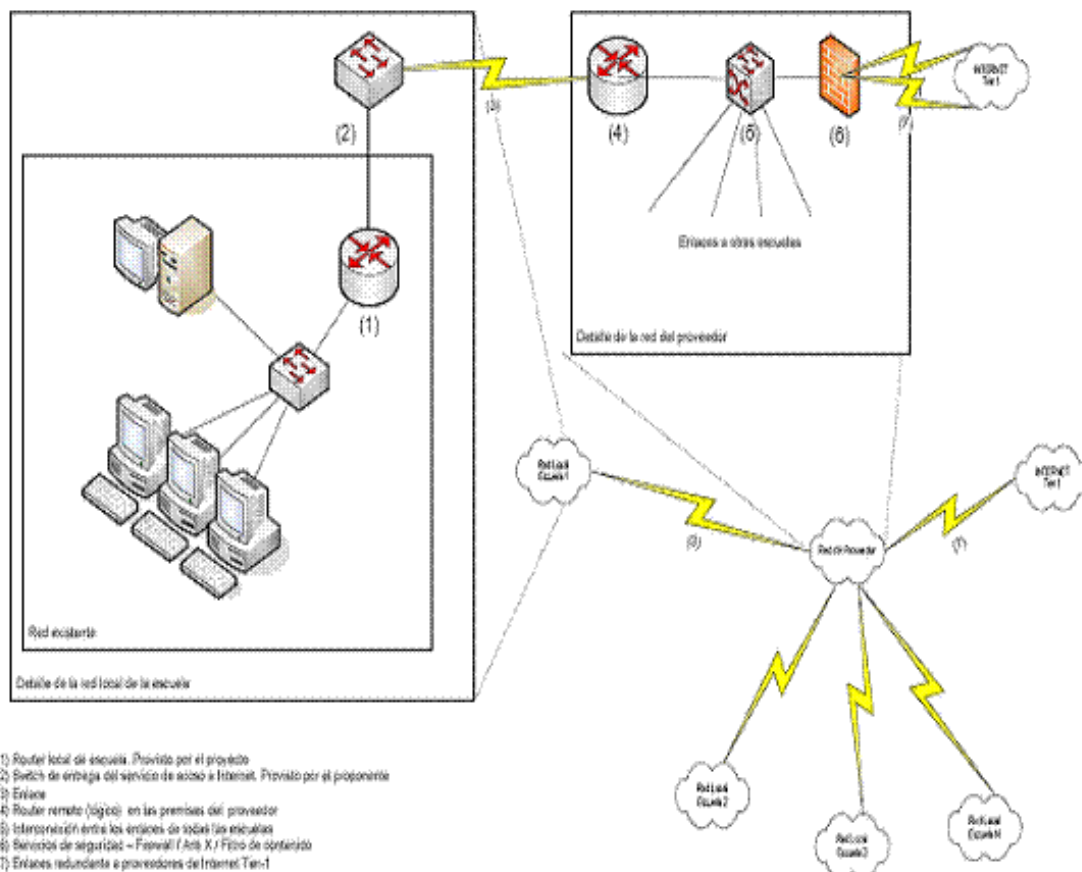 (2)
(3)
(4)
(5)
(6)
(7)
INTERNET
Tier 1
Enlaces a otras escuelas
(1)
Detalle de la red del proveedor
Red Local
Escuela 1
INTERNET
Tier 1
(3)
(7)
Red de Proveedor
Red existente
Detalle de la red local de la escuela
Red Local
Escuela 2
Red Local
Escuela 3
Red Local
Escuela N
1) Router local de escuela. Provisto por el proyecto
2) Switch de entrega del servicio de acceso a Internet. Provisto por el proponente
3) Enlace
4) Router remoto (lógico) en las premisas del proveedor
5) Interconexión entre los enlaces de todas las escuelas
6) Servicios de seguridad – Firewall / Anti X / Filtro de contenido
7) Enlaces redundante a proveedores de Internet Tier-1